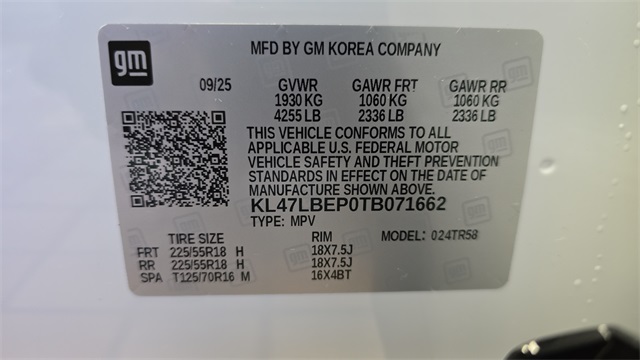 gm
MFD BY GM KOREA COMPANY
09/25 GVWR GAWR FRT GAWR RR
1930 KG 1060 KG 1060 KG
4255 LB 2336 LB 2336 LB
THIS VEHICLE CONFORMS TO ALL
APPLICABLE U.S. FEDERAL MOTOR
VEHICLE SAFETY AND THEFT PREVENTION
STANDARDS IN EFFECT ON THE DATE
OF MANUFACTURE SHOWN ABOVE.
KL47LBEP0TB071662
TYPE: MPV
TIRE SIZE RIM MODEL: 024TR58
FRT 225/55R18 H 18X7.5J
RR 225/55R18 H 18X7.5J
SPA T125/70R16 M 16X4BT